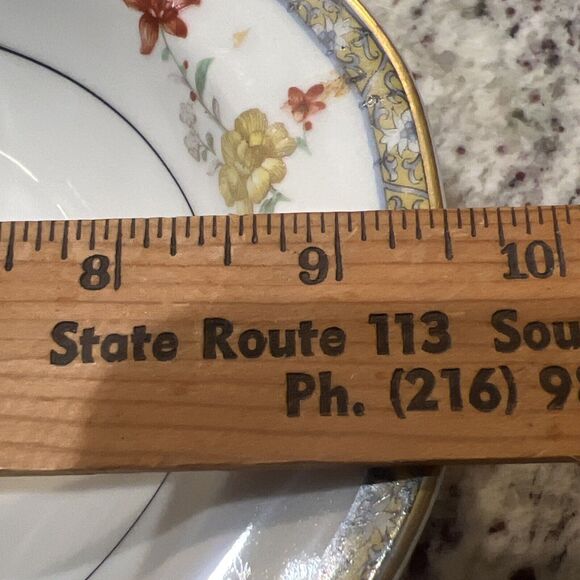 8 9 10
State Route 113
Ph. (216)